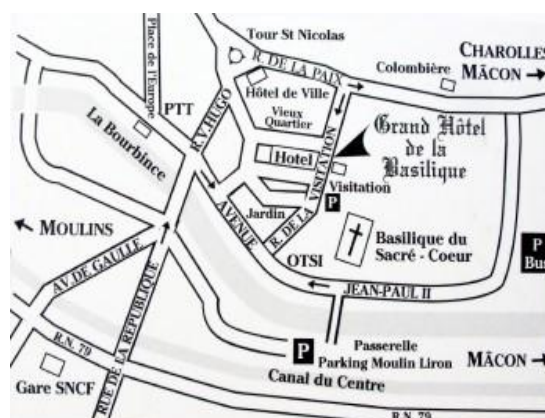 Tour St Nicolas
R. DE LA PAIX
CHAROLLES
MÂCON
Colombière
Place de l'Europe
PTT
R.V. HUGO
Hôtel de Ville
Vieux
Quartier
Grand Hôtel
de la
Basilique
La Bourbince
Hotel
R. DE LA VISITATION
Visitation
P
MOULINS
AVENUE
Jardin
OTSI
Basilique du
Sacré - Coeur
P
Bus
AV. DE GAULLE
JEAN-PAUL II
RUE DE LA REPUBLIQUE
R.N. 79
P
Passerelle
Parking Moulin Liron
MÂCON
Gare SNCF
Canal du Centre
R.N. 79